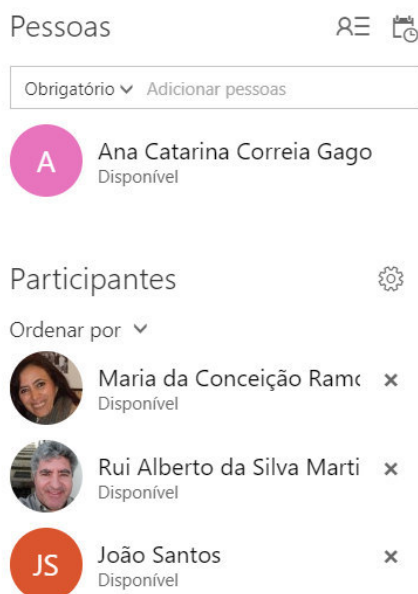 Pessoas
Obrigatório Adicionar pessoas
A
Ana Catarina Correia Gago
Disponível
Participantes
Ordenar por
Maria da Conceição Ramo
Disponível
Rui Alberto da Silva Marti
Disponível
JS
João Santos
Disponível